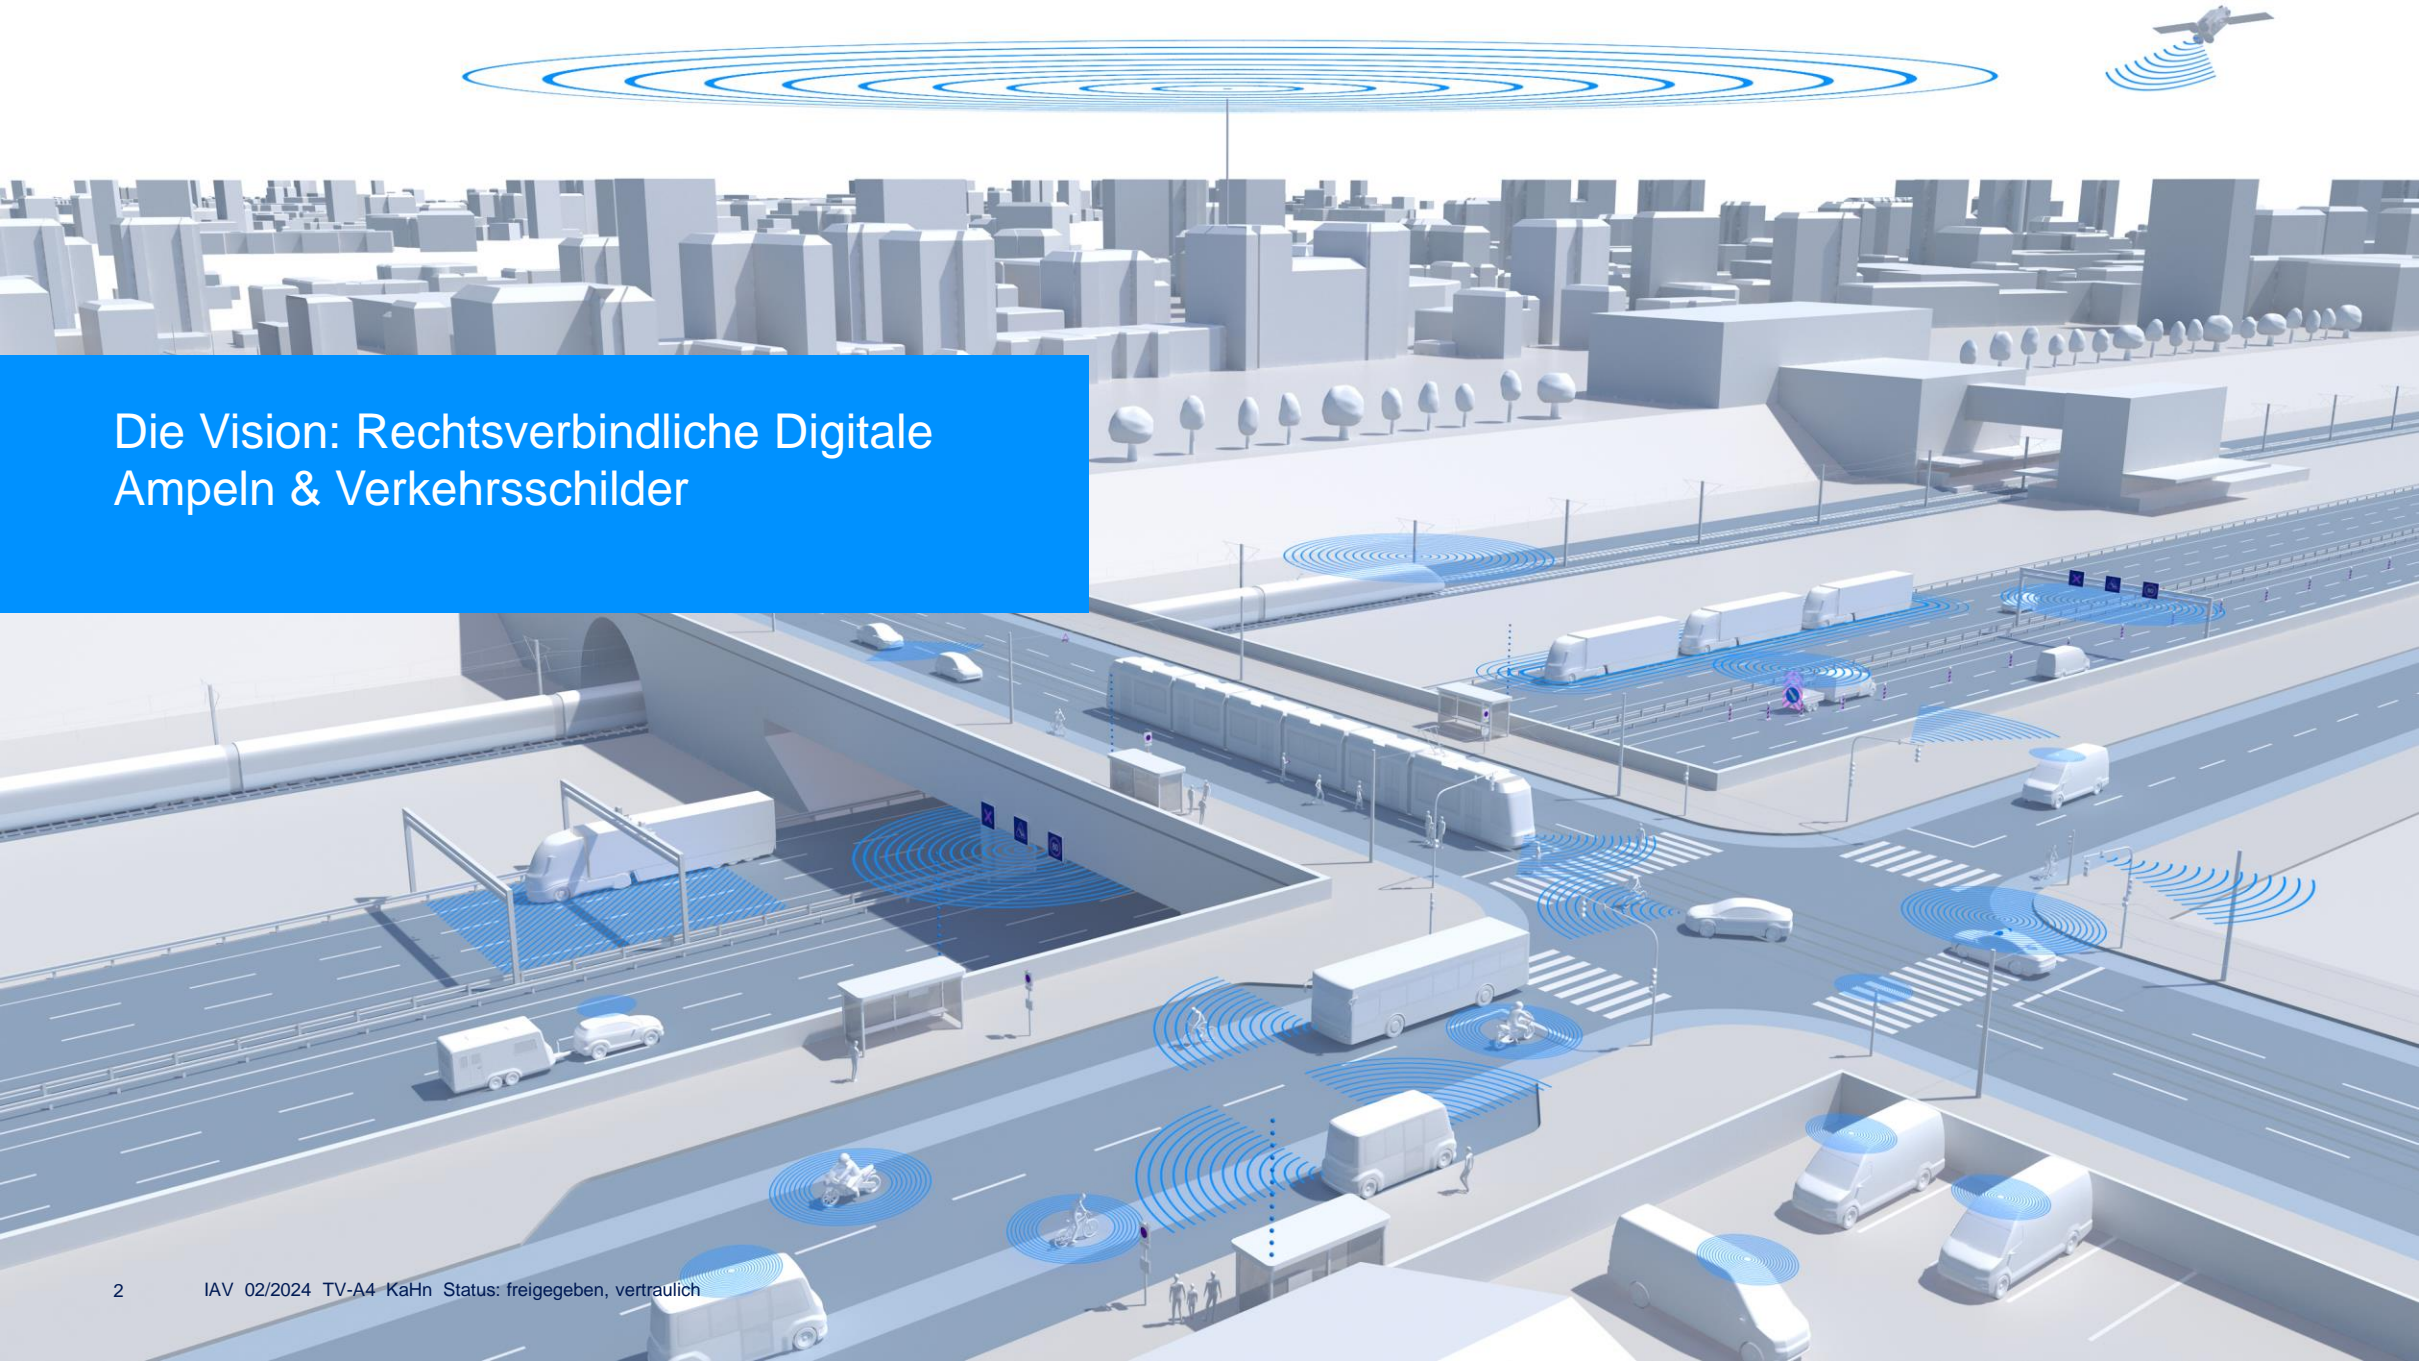 Die Vision: Rechtsverbindliche Digitale
Ampeln & Verkehrsschilder
2 IAV 02/2024 TV-A4 KaHn Status: freigegeben, vertraulich